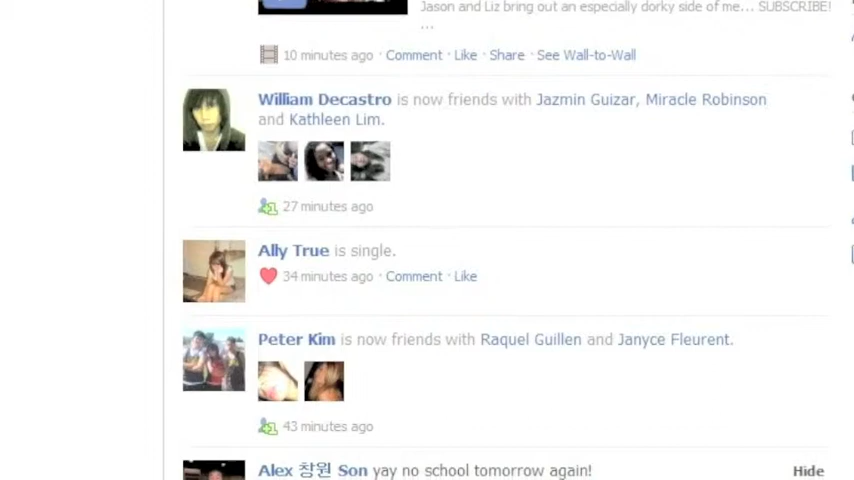 Jason and Liz bring out an especially dorky side of me... SUBSCRIBE!
...
10 minutes ago · Comment · Like · Share · See Wall-to-Wall
William Decastro is now friends with Jazmin Guizar, Miracle Robinson
and Kathleen Lim.
27 minutes ago
Ally True is single.
34 minutes ago · Comment · Like
Peter Kim is now friends with Raquel Guillen and Janyce Fleurent.
43 minutes ago
Alex 창원 Son yay no school tomorrow again!
Hide